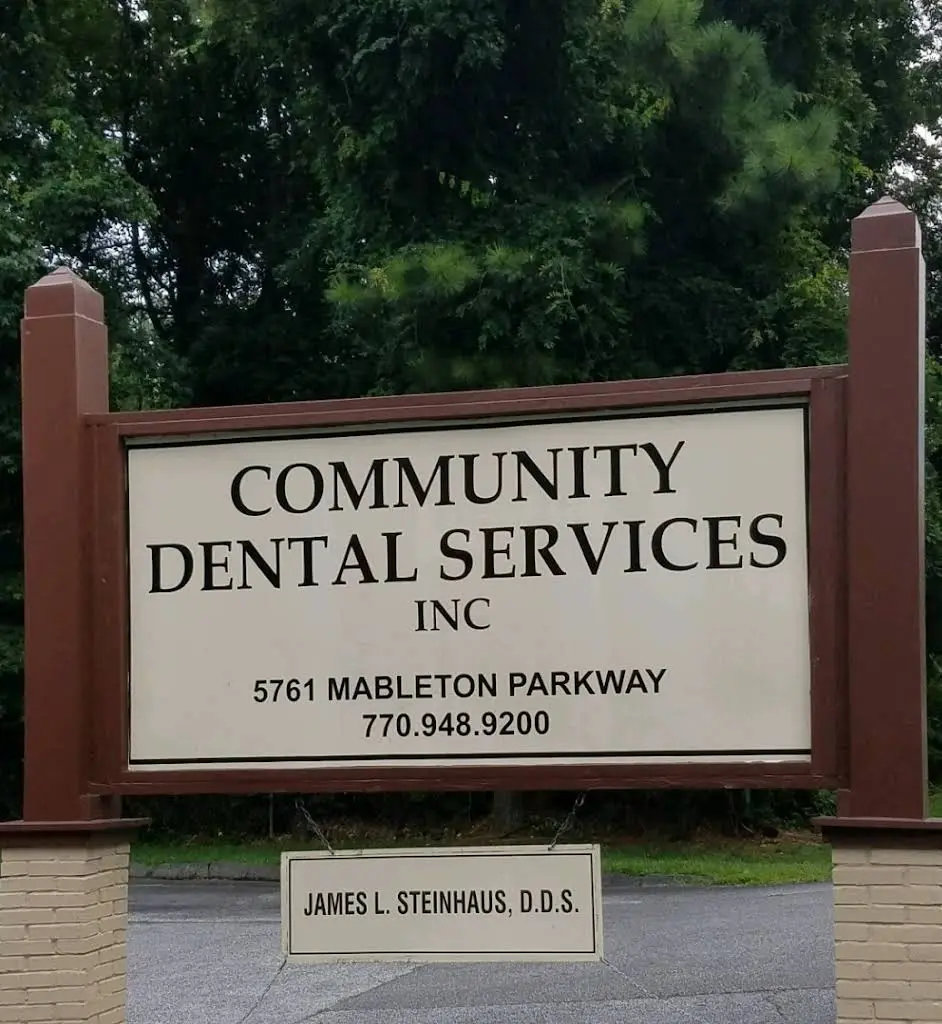 COMMUNITY
DENTAL SERVICES
INC
5761 MABLETON PARKWAY
770.948.9200
JAMES L. STEINHAUS, D.D.S.